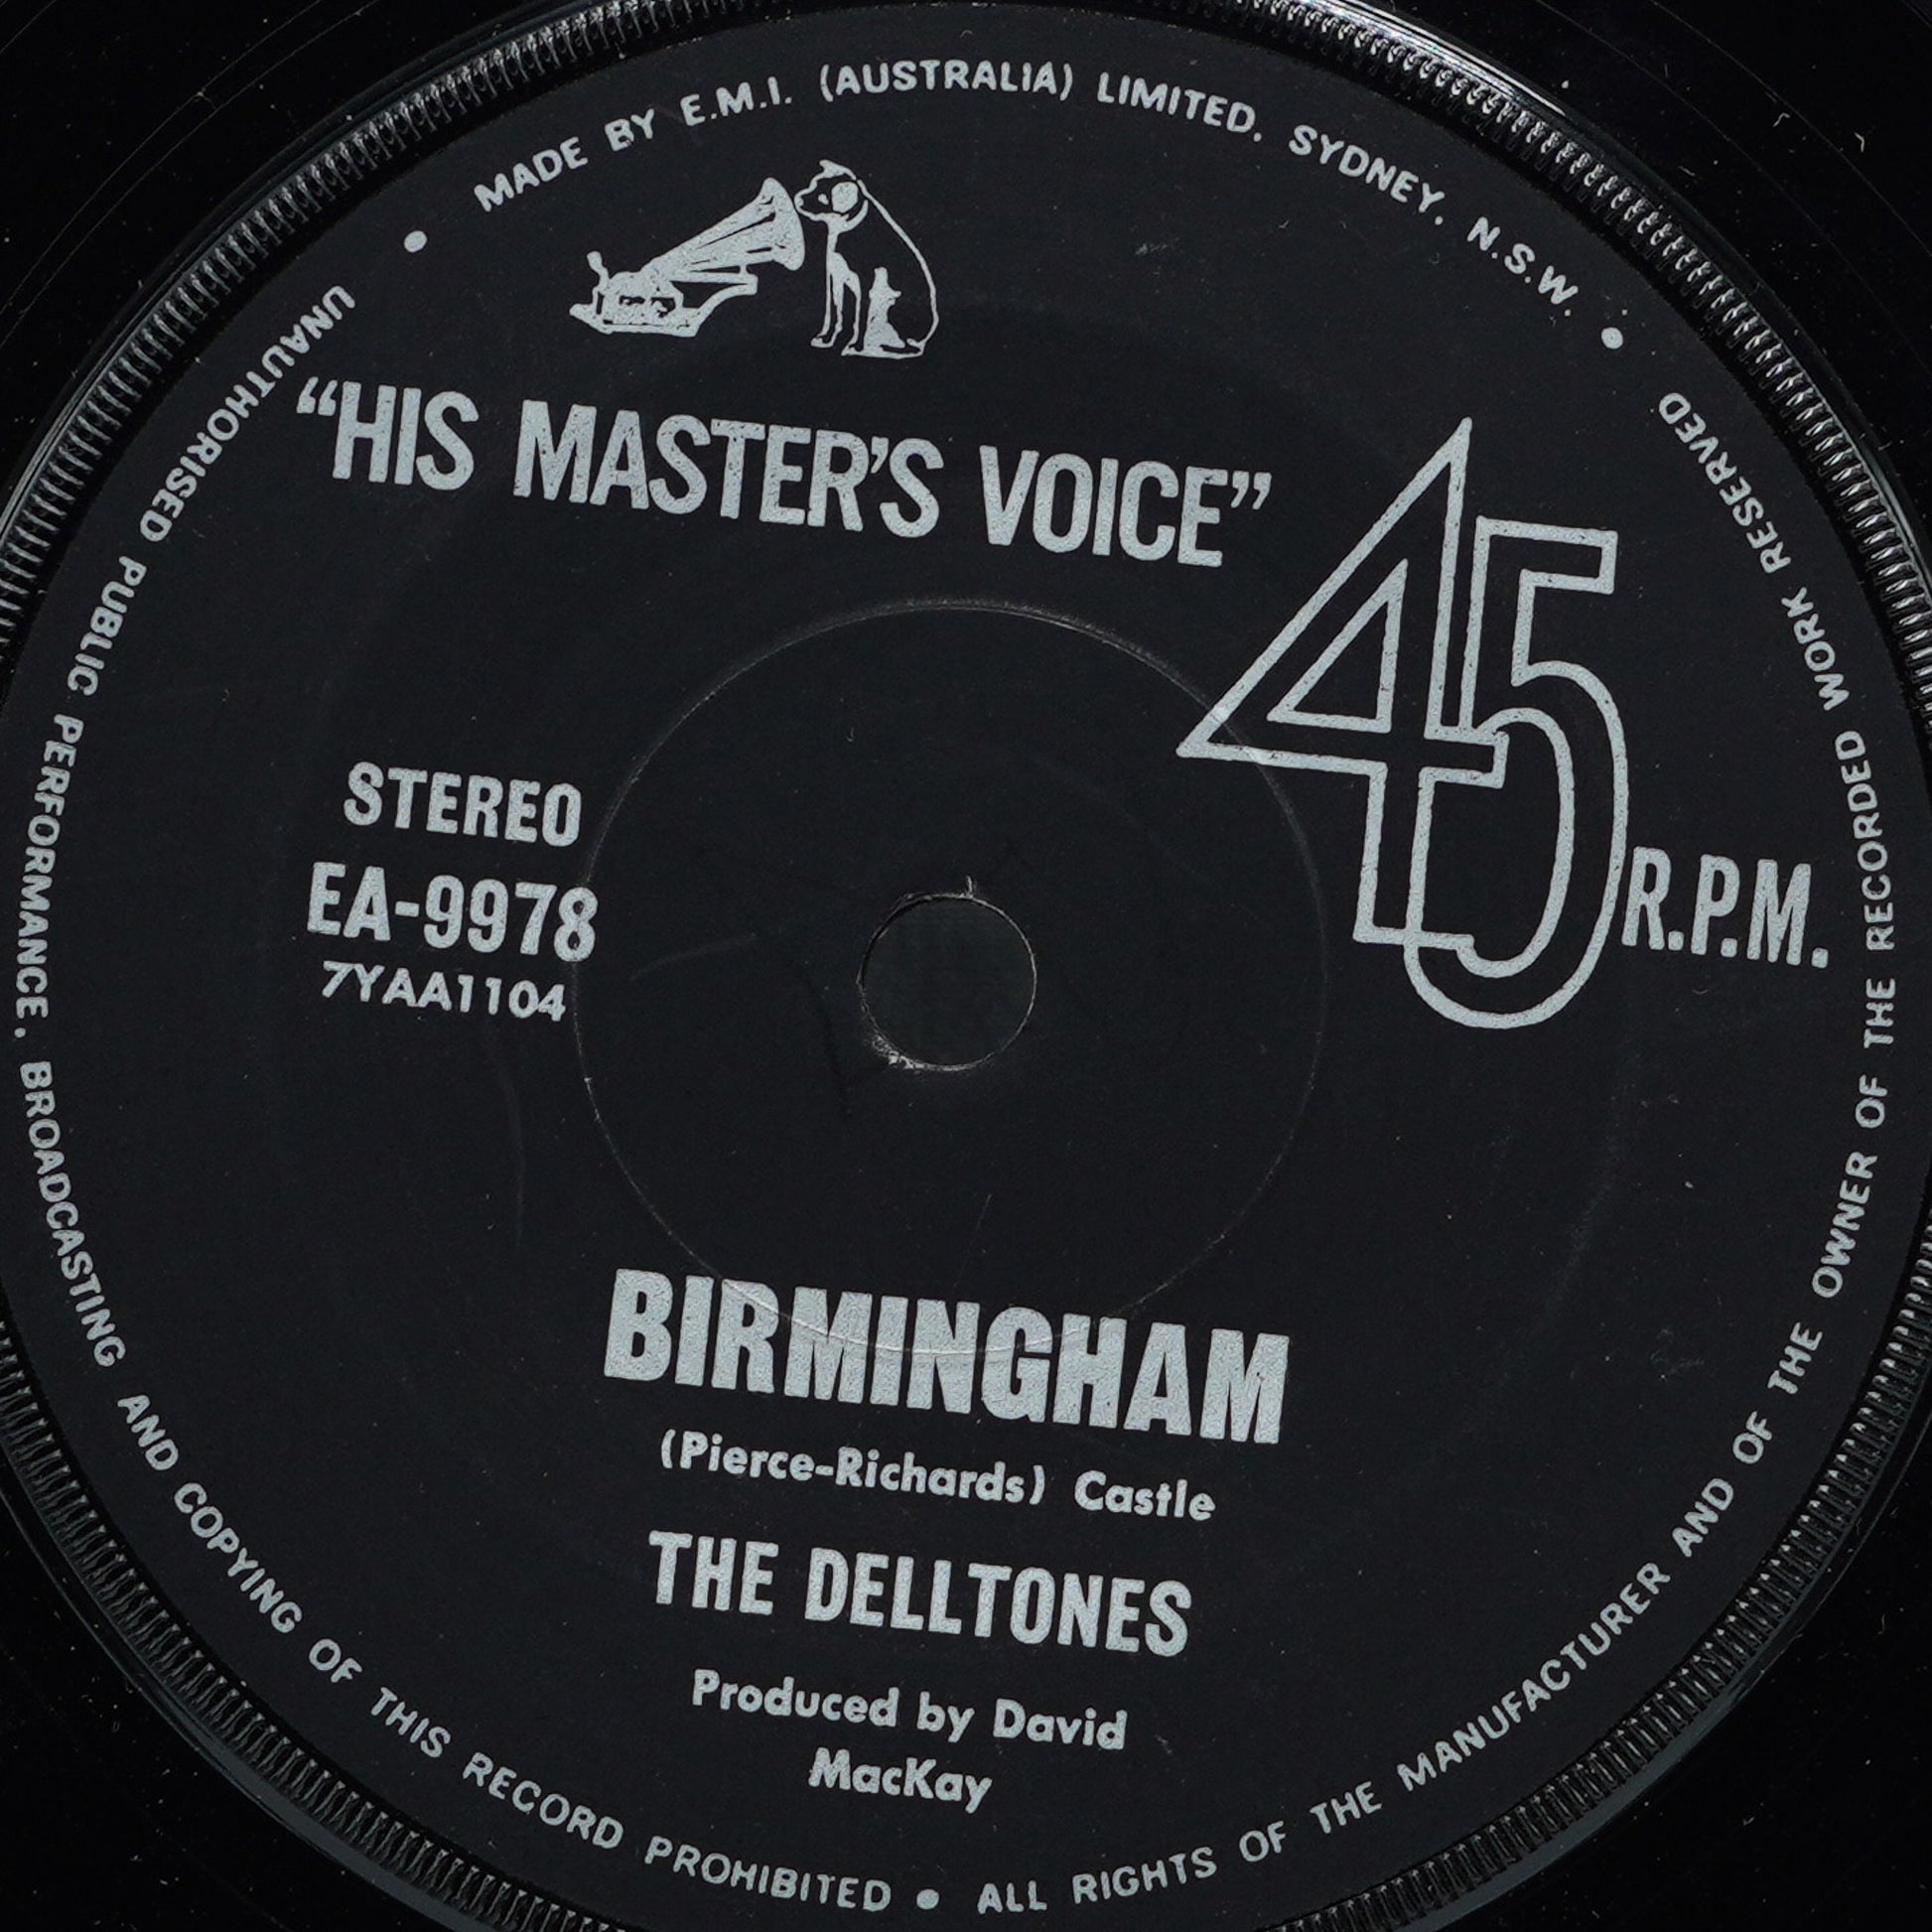 MADE BY E.M.I. (AUSTRALIA) LIMITED. SYDNEY. N.S.W. •
"HIS MASTER'S VOICE"
45 R.P.M.
STEREO
EA-9978
7YAA1104
BIRMINGHAM
(Pierce-Richards) Castle
THE DELLTONES
Produced by David
MacKay
• UNAUTHORISED PUBLIC PERFORMANCE. BROADCASTING AND COPYING OF THIS RECORD PROHIBITED • ALL RIGHTS OF THE MANUFACTURER AND OF THE OWNER OF THE RECORDED WORK RESERVED